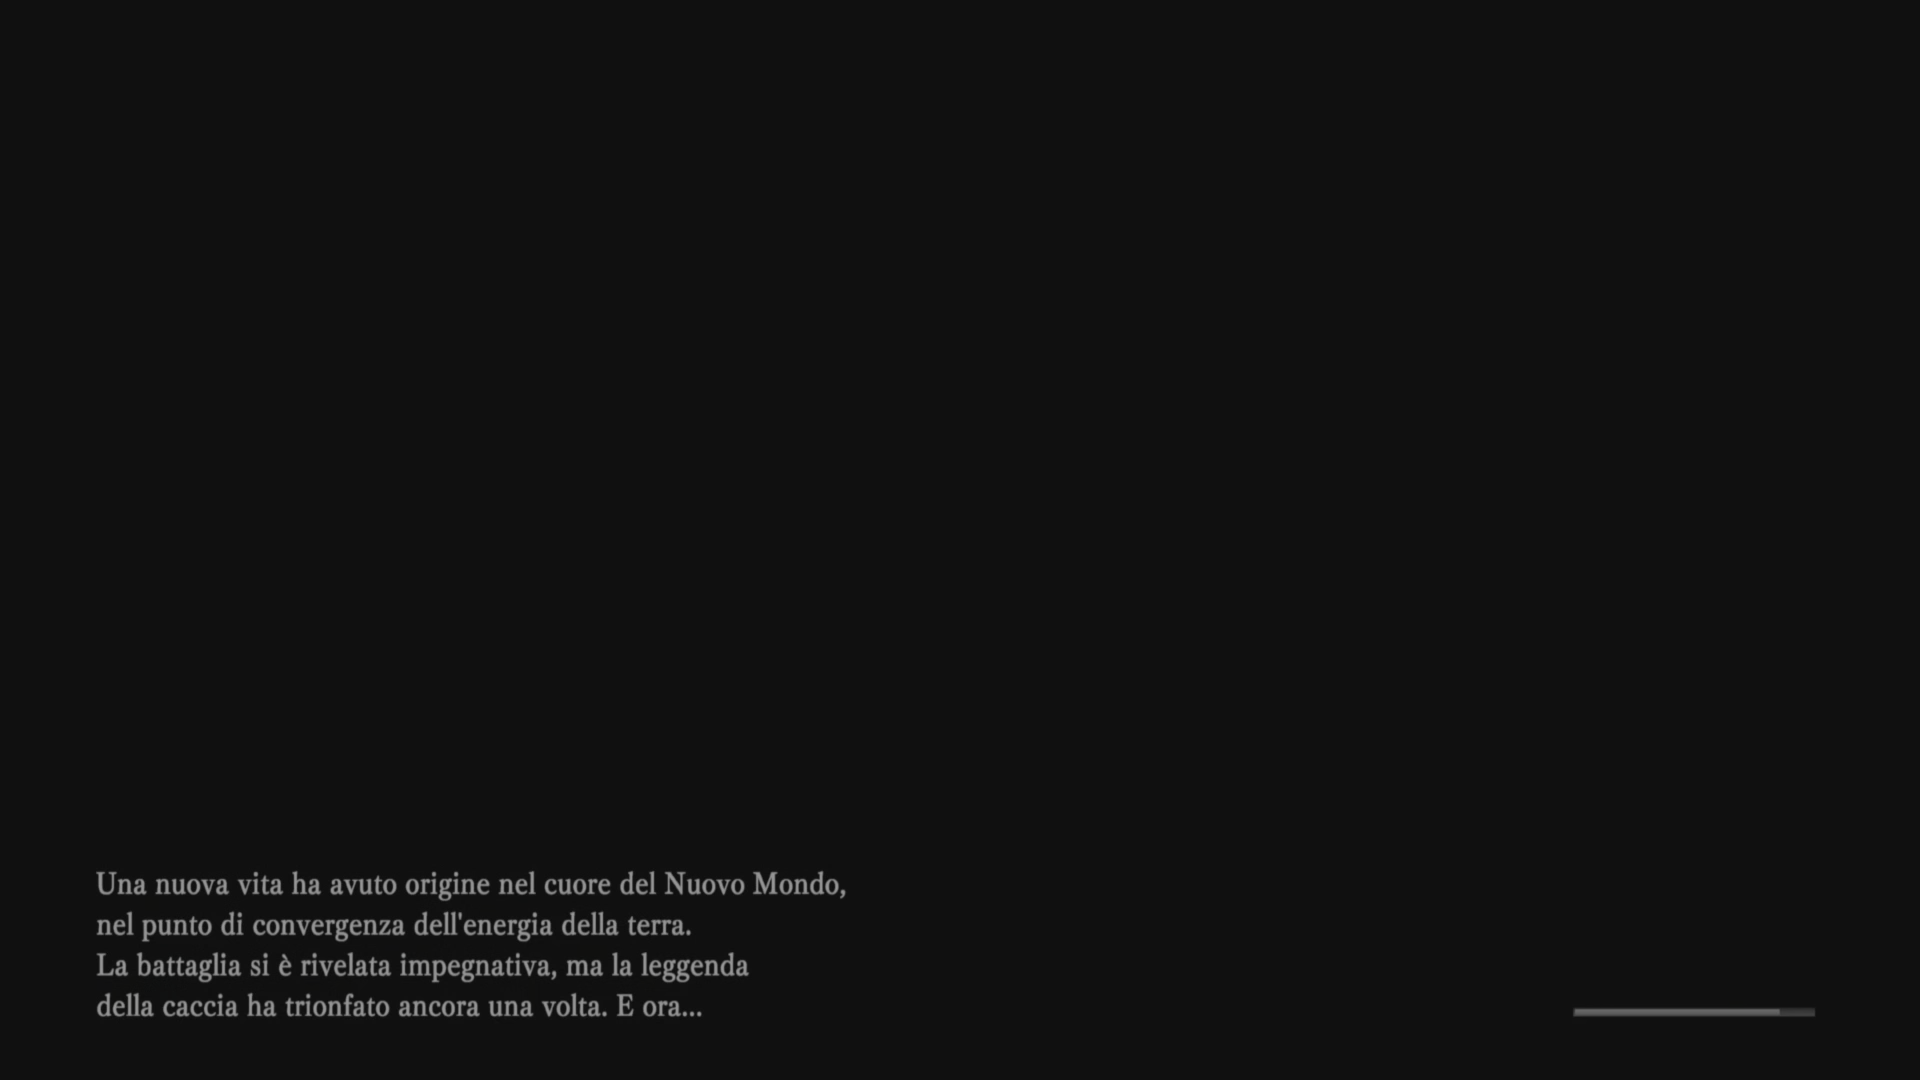 Una nuova vita ha avuto origine nel cuore del Nuovo Mondo,
nel punto di convergenza dell'energia della terra.
La battaglia si è rivelata impegnativa, ma la leggenda
della caccia ha trionfato ancora una volta. E ora...